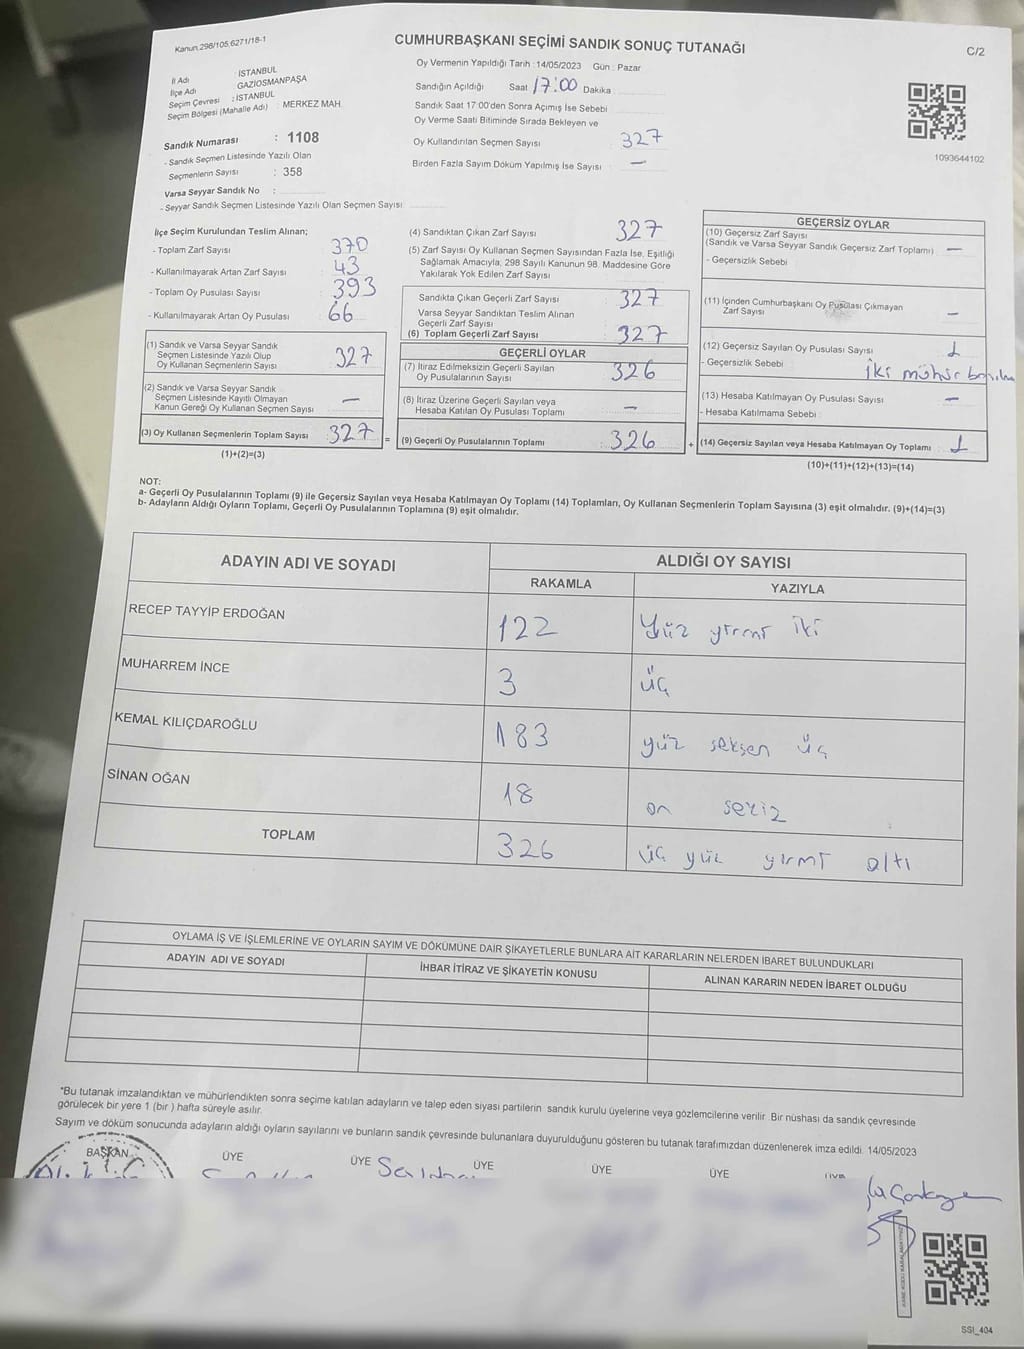 Kanun, 298/105,6271/18-1
CUMHURBAŞKANI SEÇİMİ SANDIK SONUÇ TUTANAĞI
C/2
İl Adı : İSTANBUL
İlçe Adı GAZİOSMANPAŞA
Seçim Çevresi : İSTANBUL
Seçim Bölgesi (Mahalle Adı) : MERKEZ MAH.
Sandık Numarası : 1108
- Sandık Seçmen Listesinde Yazılı Olan
Seçmenlerin Sayısı : 358
Varsa Seyyar Sandık No :
- Seyyar Sandık Seçmen Listesinde Yazılı Olan Seçmen Sayısı
Oy Vermenin Yapıldığı Tarih :14/05/2023 Gün : Pazar
Sandığın Açıldığı Saat 17:00 Dakika
Sandık Saat 17:00'den Sonra Açımış İse Sebebi
Oy Verme Saati Bitiminde Sırada Bekleyen ve
Oy Kullandırılan Seçmen Sayısı 327
Birden Fazla Sayım Döküm Yapılmış İse Sayısı —
1093644102
İlçe Seçim Kurulundan Teslim Alınan;
- Toplam Zarf Sayısı 370
- Kullanılmayarak Artan Zarf Sayısı 43
- Toplam Oy Pusulası Sayısı 393
- Kullanılmayarak Artan Oy Pusulası 66
(1) Sandık ve Varsa Seyyar Sandık
Seçmen Listesinde Yazılı Olup
Oy Kullanan Seçmenlerin Sayısı 327
(2) Sandık ve Varsa Seyyar Sandık
Seçmen Listesinde Kayıtlı Olmayan
Kanun Gereği Oy Kullanan Seçmen Sayısı —
(3) Oy Kullanan Seçmenlerin Toplam Sayısı 327 =
(1)+(2)=(3)
(4) Sandıktan Çıkan Zarf Sayısı 327
(5) Zarf Sayısı Oy Kullanan Seçmen Sayısından Fazla İse, Eşitliği
Sağlamak Amacıyla; 298 Sayılı Kanunun 98. Maddesine Göre
Yakılarak Yok Edilen Zarf Sayısı
Sandıkta Çıkan Geçerli Zarf Sayısı 327
Varsa Seyyar Sandıktan Teslim Alınan
Geçerli Zarf Sayısı
(6) Toplam Geçerli Zarf Sayısı 327
GEÇERLİ OYLAR
(7) İtiraz Edilmeksizin Geçerli Sayılan
Oy Pusulalarının Sayısı 326
(8) İtiraz Üzerine Geçerli Sayılan veya
Hesaba Katılan Oy Pusulası Toplamı —
(9) Geçerli Oy Pusulalarının Toplamı : 326 +
GEÇERSİZ OYLAR
(10) Geçersiz Zarf Sayısı
(Sandık ve Varsa Seyyar Sandık Geçersiz Zarf Toplamı) —
- Geçersizlik Sebebi
(11) İçinden Cumhurbaşkanı Oy Pusulası Çıkmayan
Zarf Sayısı —
(12) Geçersiz Sayılan Oy Pusulası Sayısı 1
- Geçersizlik Sebebi iki mühür
(13) Hesaba Katılmayan Oy Pusulası Sayısı —
- Hesaba Katılmama Sebebi
(14) Geçersiz Sayılan veya Hesaba Katılmayan Oy Toplamı 1
(10)+(11)+(12)+(13)=(14)
NOT:
a- Geçerli Oy Pusulalarının Toplamı (9) ile Geçersiz Sayılan veya Hesaba Katılmayan Oy Toplamı (14) Toplamları, Oy Kullanan Seçmenlerin Toplam Sayısına (3) eşit olmalıdır. (9)+(14)=(3)
b- Adayların Aldığı Oyların Toplamı, Geçerli Oy Pusulalarının Toplamına (9) eşit olmalıdır.
ADAYIN ADI VE SOYADI
ALDIĞI OY SAYISI
RAKAMLA YAZIYLA
RECEP TAYYİP ERDOĞAN 122 Yüz yirmi iki
MUHARREM İNCE 3 üç
KEMAL KILIÇDAROĞLU 183 yüz seksen üç
SİNAN OĞAN 18 on sekiz
TOPLAM 326 üç yüz yirmi altı
OYLAMA İŞ VE İŞLEMLERİNE VE OYLARIN SAYIM VE DÖKÜMÜNE DAİR ŞİKAYETLERLE BUNLARA AİT KARARLARIN NELERDEN İBARET BULUNDUKLARI
ADAYIN ADI VE SOYADI İHBAR İTİRAZ VE ŞİKAYETİN KONUSU ALINAN KARARIN NEDEN İBARET OLDUĞU
*Bu tutanak imzalandıktan ve mühürlendikten sonra seçime katılan adayların ve talep eden siyası partilerin sandık kurulu üyelerine veya gözlemcilerine verilir. Bir nüshası da sandık çevresinde
görülecek bir yere 1 (bir ) hafta süreyle asılır.
Sayım ve döküm sonucunda adayların aldığı oyların sayılarını ve bunların sandık çevresinde bulunanlara duyurulduğunu gösteren bu tutanak tarafımızdan düzenlenerek imza edildi. 14/05/2023
BAŞKAN ÜYE ÜYE ÜYE ÜYE ÜYE ÜYE
SSI_404